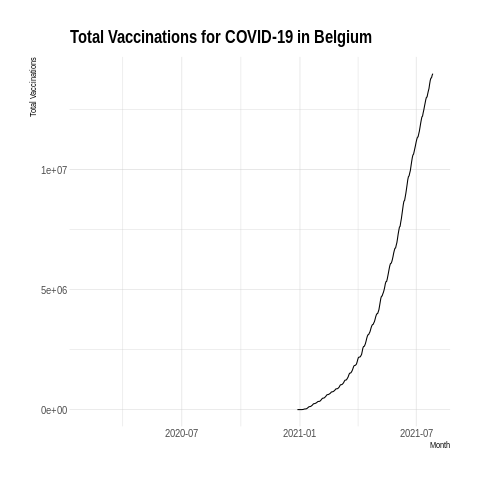 Total Vaccinations for COVID-19 in Belgium
Total Vaccinations
1e+07
5e+06
0e+00
2020-07 2021-01 2021-07
Month